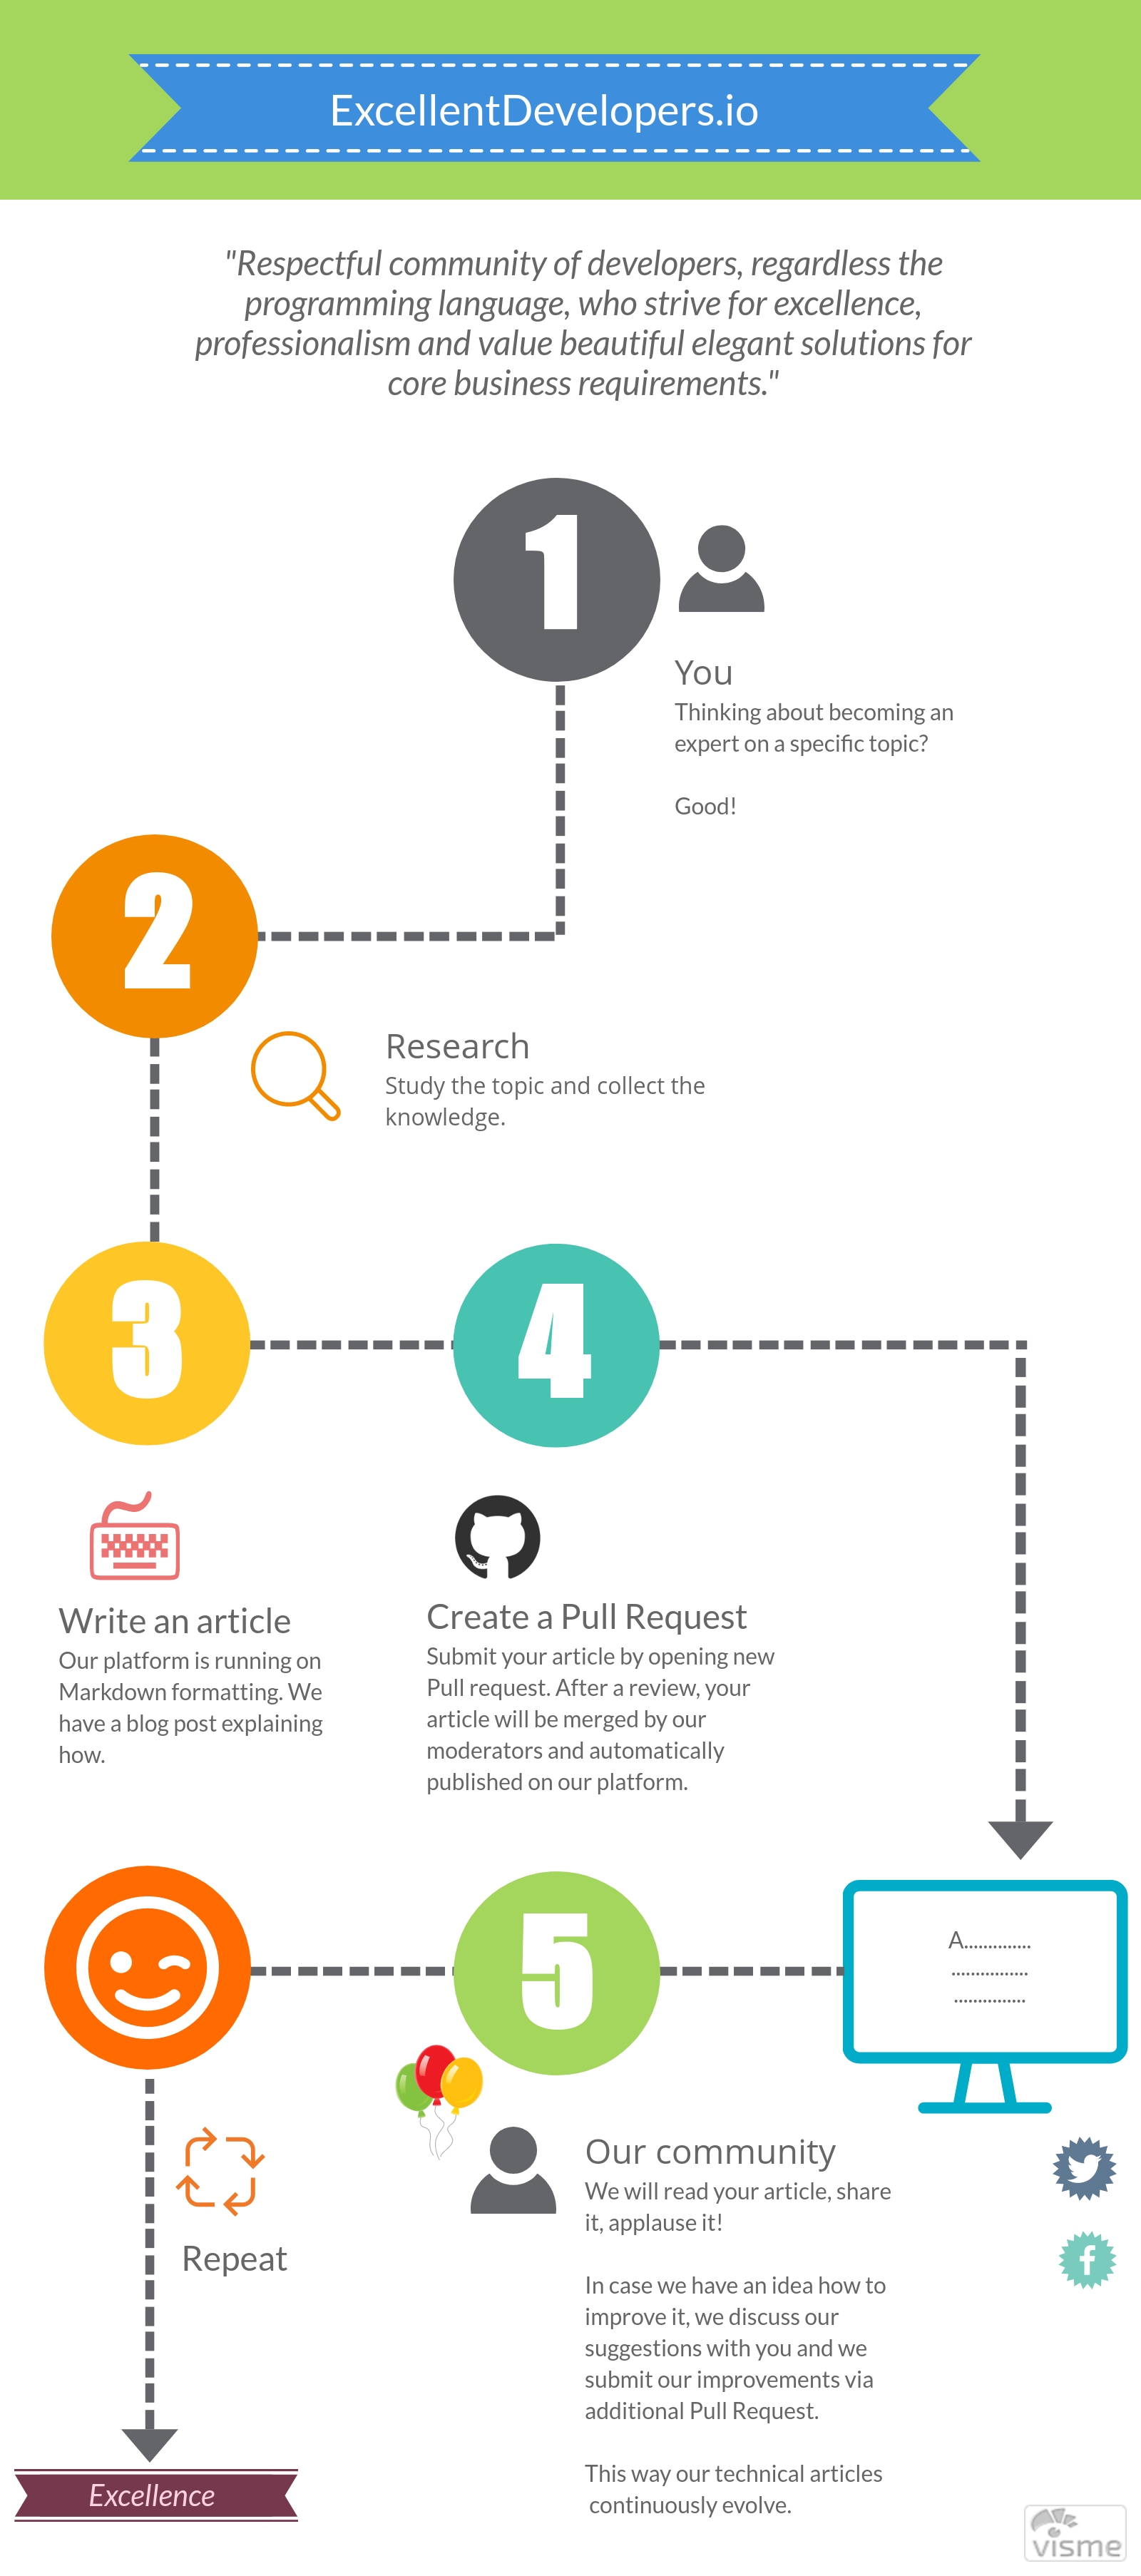 ExcellentDevelopers.io
"Respectful community of developers, regardless the
programming language, who strive for excellence,
professionalism and value beautiful elegant solutions for
core business requirements."
1
You
Thinking about becoming an
expert on a specific topic?
Good!
2
Research
Study the topic and collect the
knowledge.
3
4
Write an article
Our platform is running on
Markdown formatting. We
have a blog post explaining
how.
Create a Pull Request
Submit your article by opening new
Pull request. After a review, your
article will be merged by our
moderators and automatically
published on our platform.
5
A..............
................
...............
Our community
We will read your article, share
it, applause it!
In case we have an idea how to
improve it, we discuss our
suggestions with you and we
submit our improvements via
additional Pull Request.
This way our technical articles
continuously evolve.
Repeat
Excellence
visme